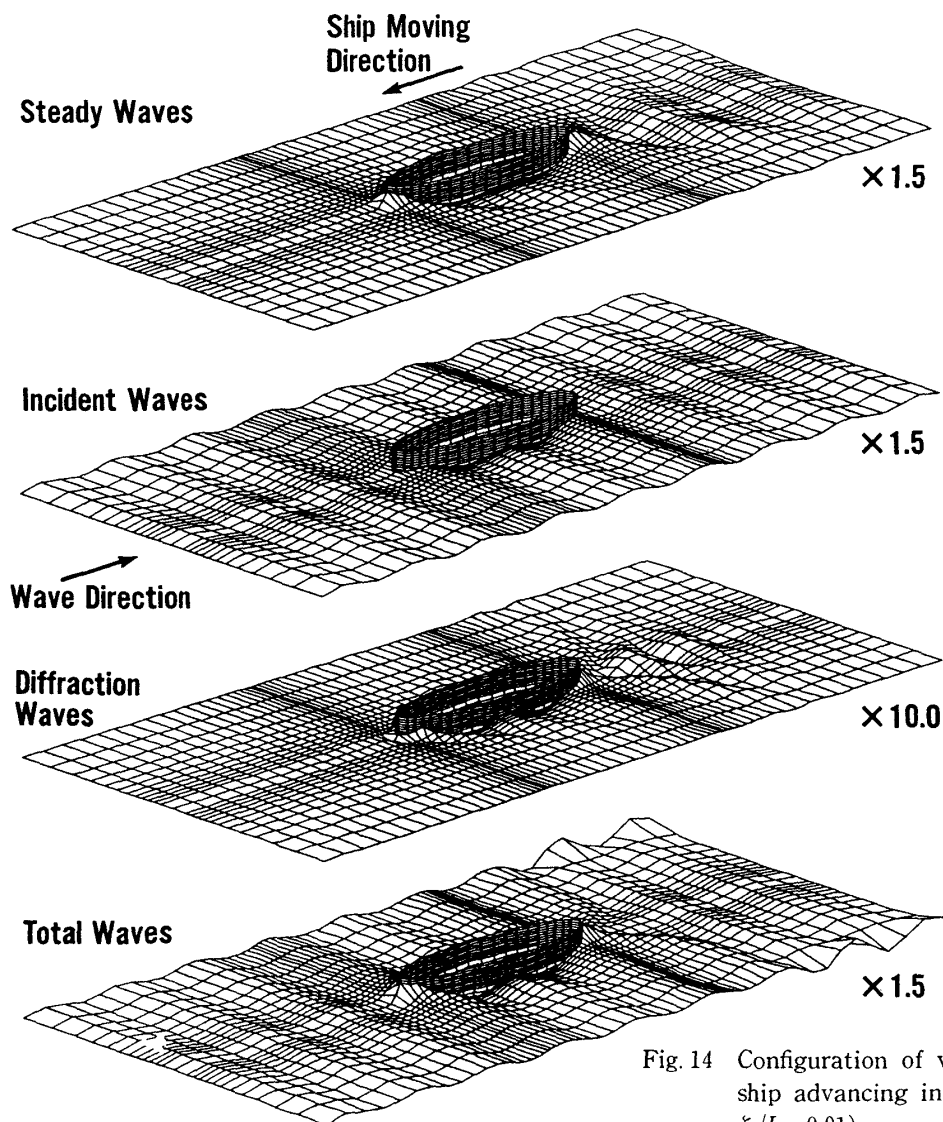 Ship Moving
Direction
Steady Waves
×1.5
Incident Waves
×1.5
Wave Direction
Diffraction
Waves
×10.0
Total Waves
×1.5
Fig. 14 Configuration of
ship advancing in